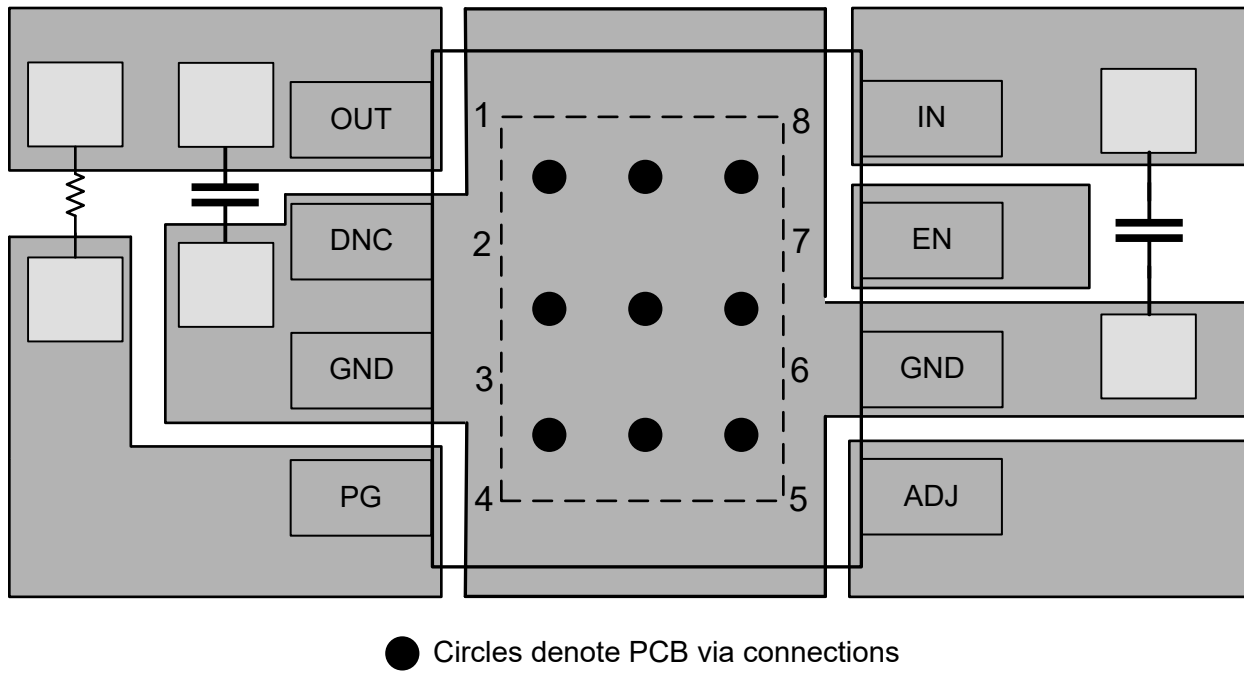 OUT
1
8
IN
DNC
2
7
EN
GND
3
6
GND
PG
4
5
ADJ
Circles denote PCB via connections